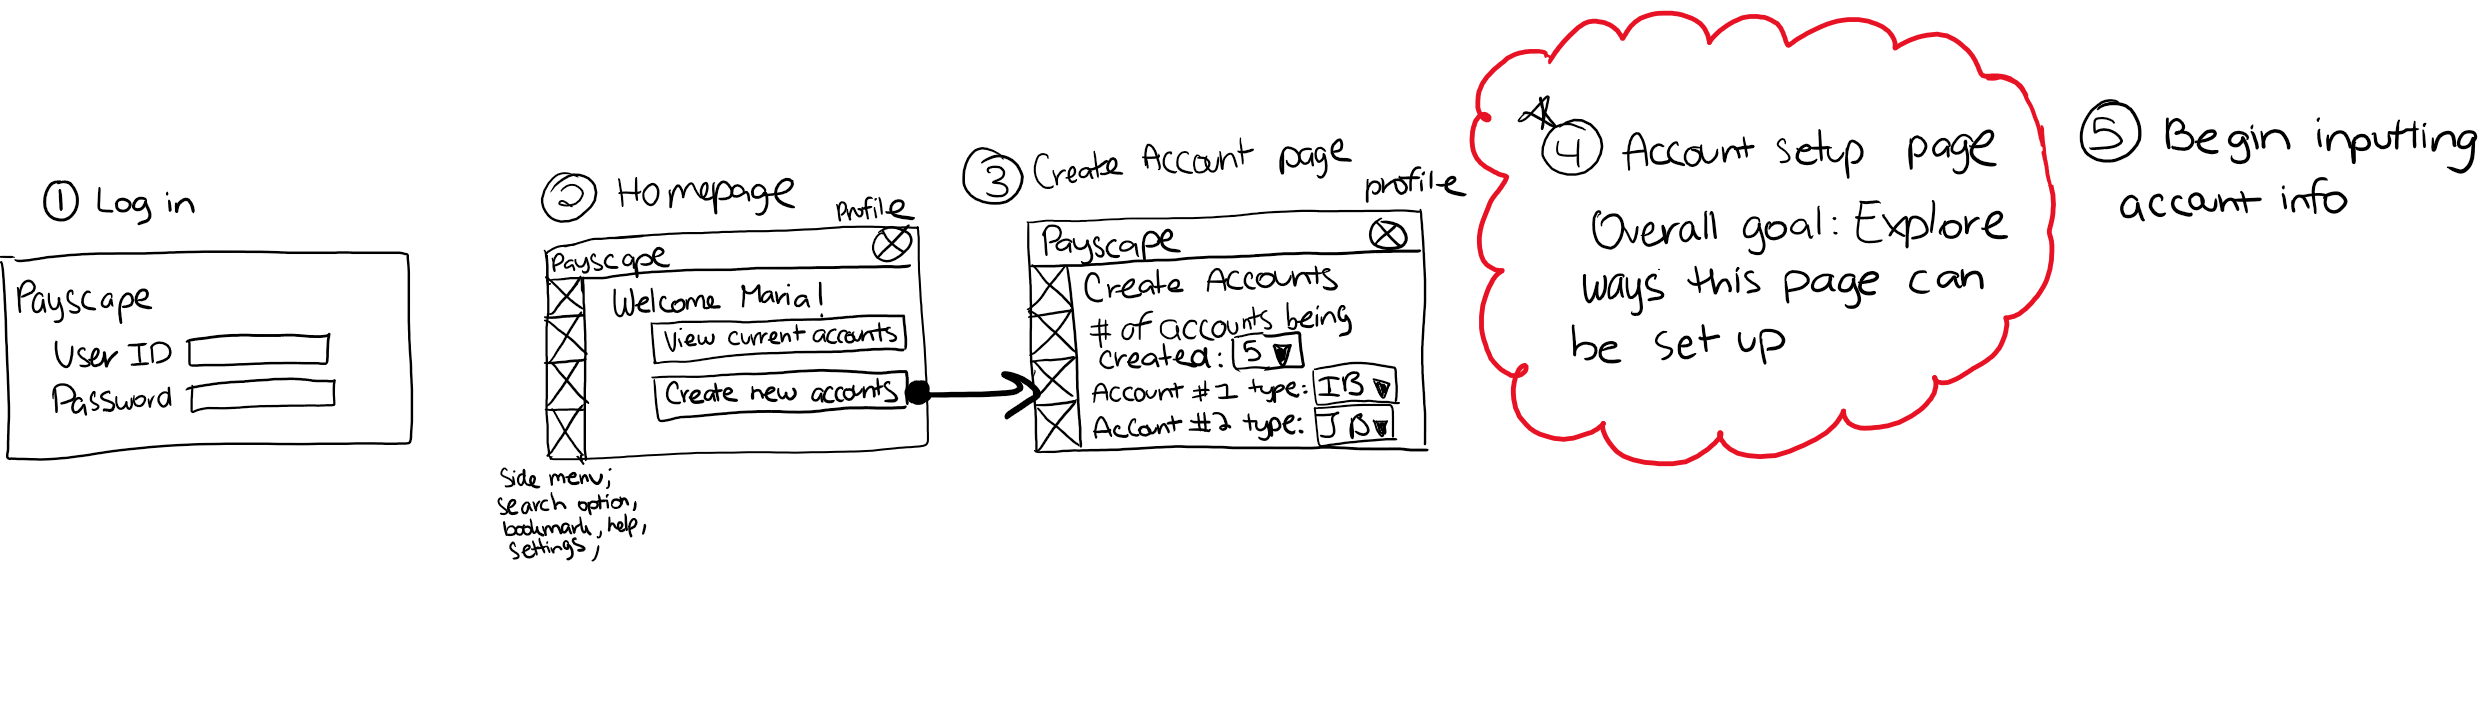 ① Log in
Payscape
User ID
Password
② Homepage
Profile
Payscape
Welcome Maria!
View current accounts
Create new accounts
Side menu;
search option,
bookmark, help,
settings,
③ Create Account page
profile
Payscape
Create Accounts
# of accounts being
created: 5
Account #1 type: IB
Account #2 type: JB
④ Account setup page
Overall goal: Explore
ways this page can
be set up
⑤ Begin inputting
account info